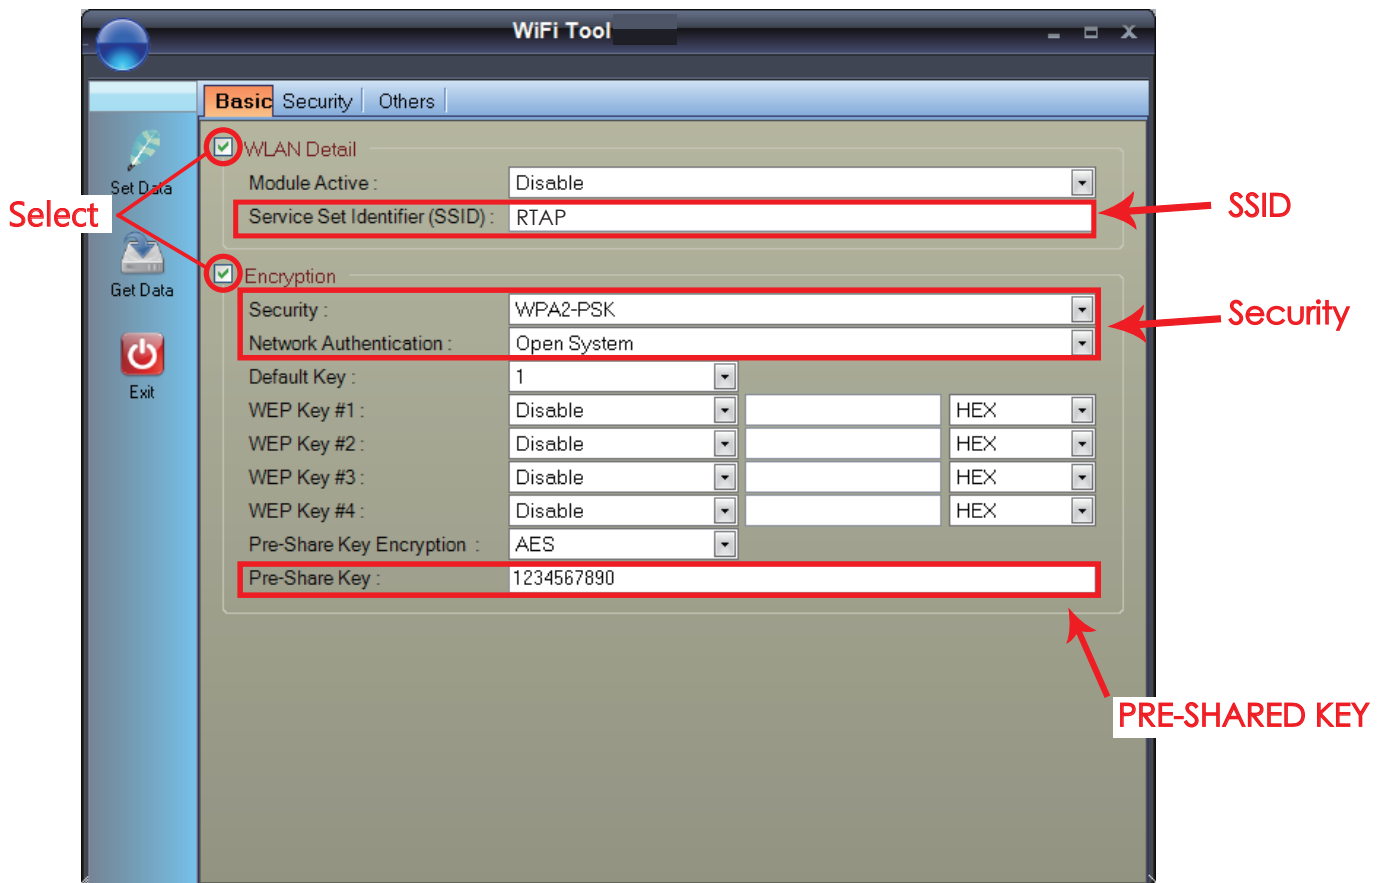 WiFi Tool
Basic Security Others
WLAN Detail
Set Data
Module Active : Disable
Select
Service Set Identifier (SSID) : RTAP
SSID
Encryption
Get Data
Security : WPA2-PSK
Security
Network Authentication : Open System
Default Key : 1
Exit
WEP Key #1 : Disable HEX
WEP Key #2 : Disable HEX
WEP Key #3 : Disable HEX
WEP Key #4 : Disable HEX
Pre-Share Key Encryption : AES
Pre-Share Key : 1234567890
PRE-SHARED KEY